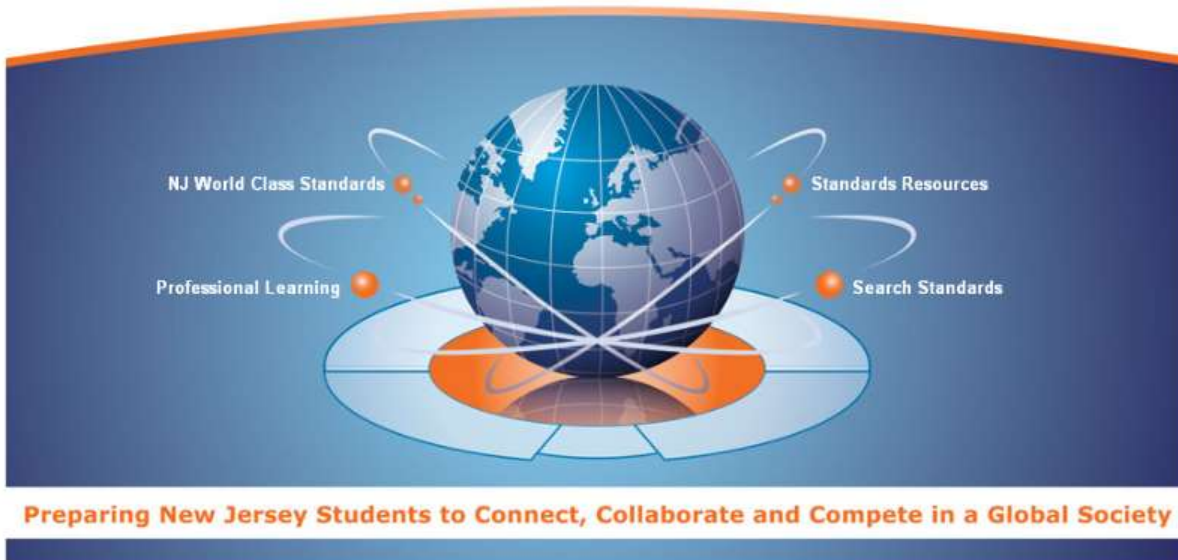 NJ World Class Standards
Standards Resources
Professional Learning
Search Standards
Preparing New Jersey Students to Connect, Collaborate and Compete in a Global Society